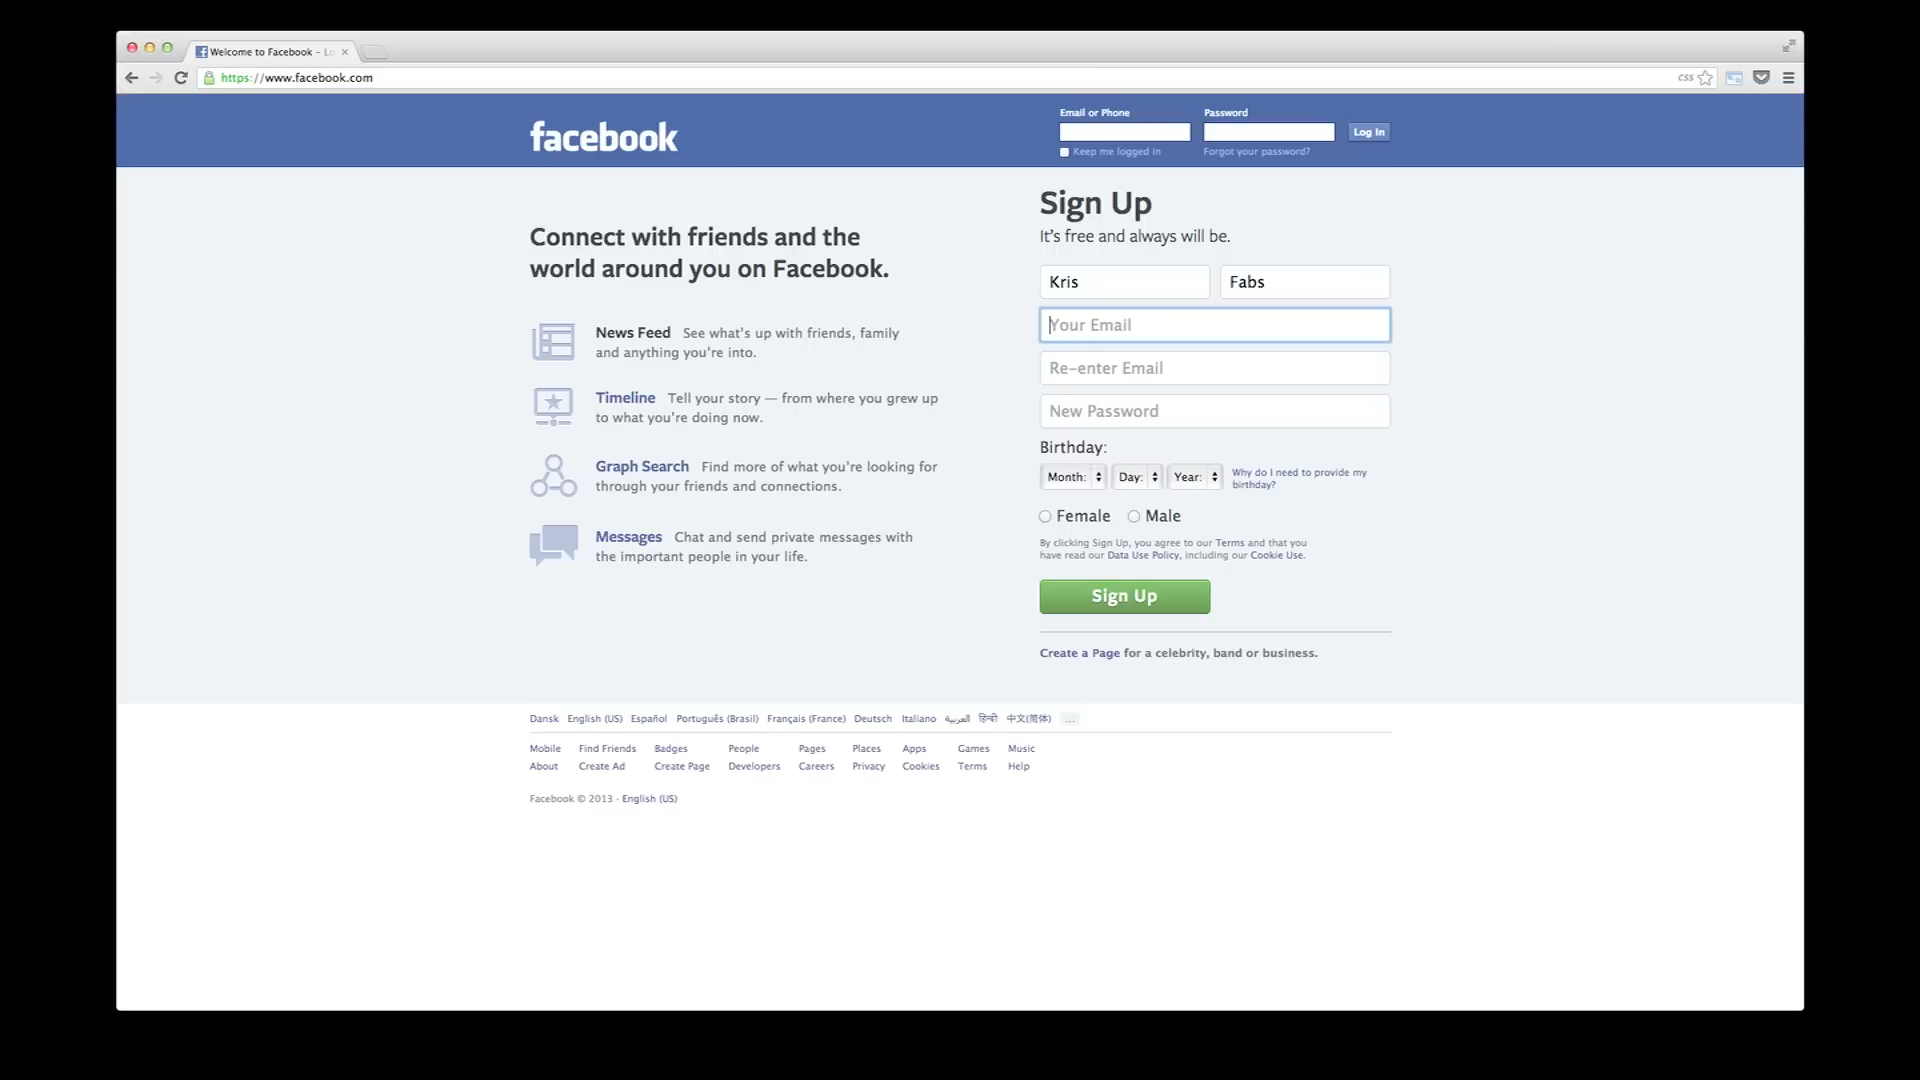 Welcome to Facebook - Lo
https://www.facebook.com
css
facebook
Email or Phone
Password
Log In
Keep me logged in
Forgot your password?
Connect with friends and the
world around you on Facebook.
News Feed See what's up with friends, family
and anything you're into.
Timeline Tell your story — from where you grew up
to what you're doing now.
Graph Search Find more of what you're looking for
through your friends and connections.
Messages Chat and send private messages with
the important people in your life.
Sign Up
It's free and always will be.
Kris
Fabs
Your Email
Re-enter Email
New Password
Birthday:
Month: Day: Year:
Why do I need to provide my
birthday?
Female Male
By clicking Sign Up, you agree to our Terms and that you
have read our Data Use Policy, including our Cookie Use.
Sign Up
Create a Page for a celebrity, band or business.
Dansk English (US) Español Português (Brasil) Français (France) Deutsch Italiano العربية हिन्दी 中文(简体) ...
Mobile Find Friends Badges People Pages Places Apps Games Music
About Create Ad Create Page Developers Careers Privacy Cookies Terms Help
Facebook © 2013 · English (US)